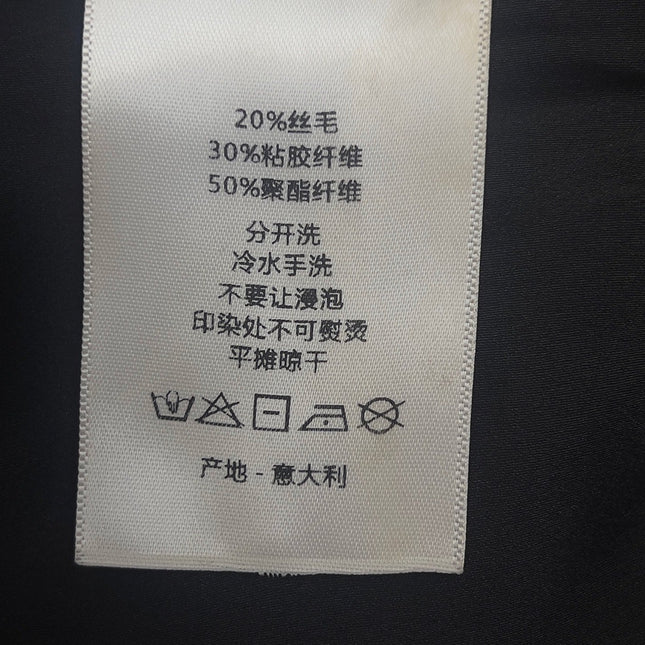 20%丝毛
30%粘胶纤维
50%聚酯纤维
分开洗
冷水手洗
不要让漫泡
印染处不可熨烫
平摊晾干
产地 - 意大利